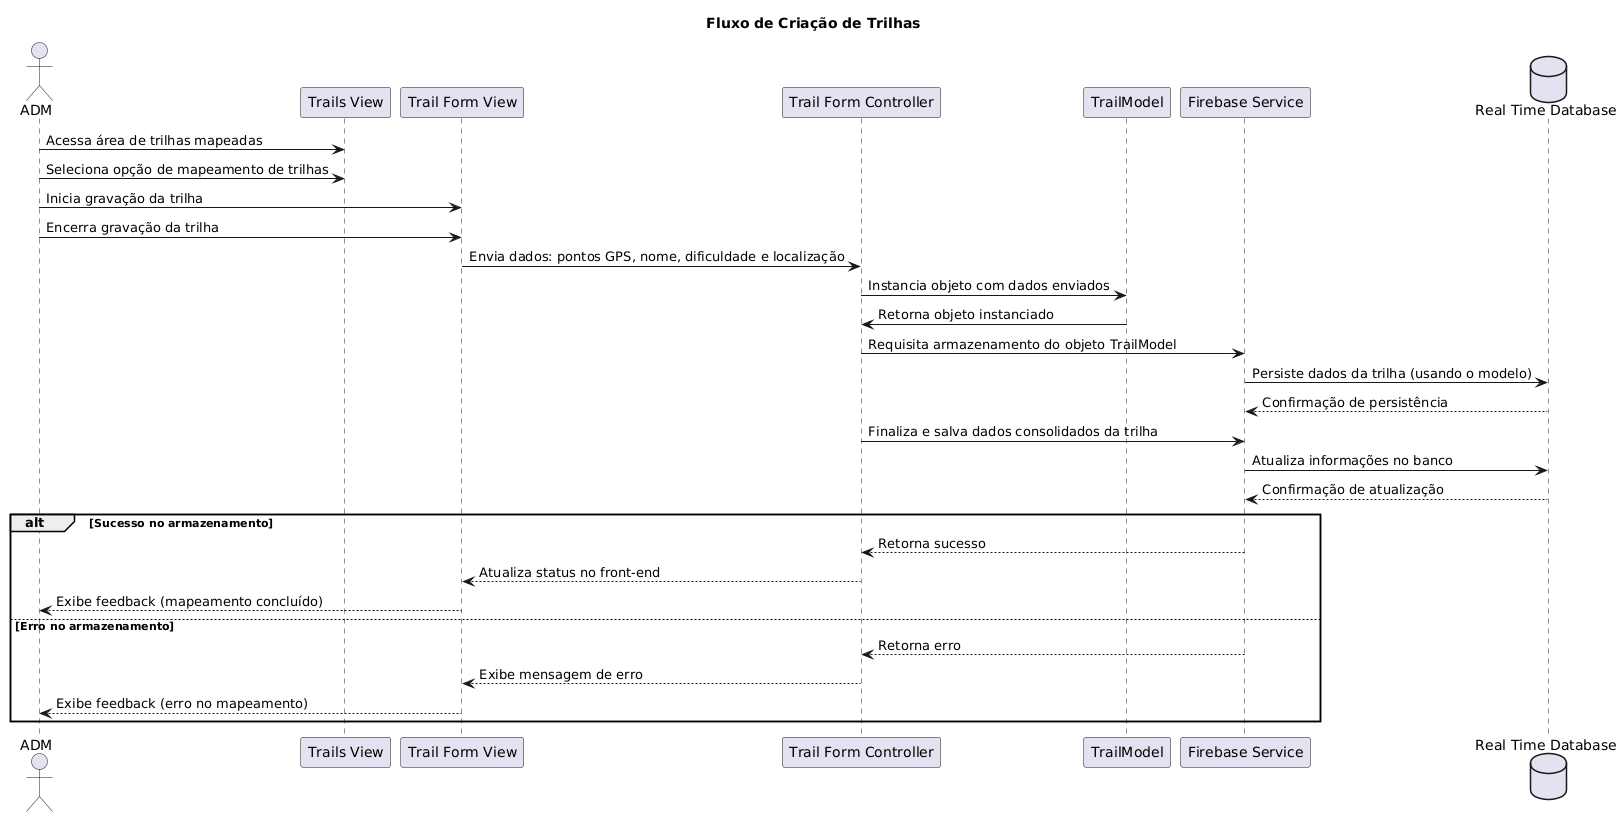 Fluxo de Criação de Trilhas
ADM
Trails View
Trail Form View
Trail Form Controller
TrailModel
Firebase Service
Real Time Database
Acessa área de trilhas mapeadas
Seleciona opção de mapeamento de trilhas
Inicia gravação da trilha
Encerra gravação da trilha
Envia dados: pontos GPS, nome, dificuldade e localização
Instancia objeto com dados enviados
Retorna objeto instanciado
Requisita armazenamento do objeto TrailModel
Persiste dados da trilha (usando o modelo)
Confirmação de persistência
Finaliza e salva dados consolidados da trilha
Atualiza informações no banco
Confirmação de atualização
alt [Sucesso no armazenamento]
Retorna sucesso
Atualiza status no front-end
Exibe feedback (mapeamento concluído)
[Erro no armazenamento]
Retorna erro
Exibe mensagem de erro
Exibe feedback (erro no mapeamento)
ADM
Trails View
Trail Form View
Trail Form Controller
TrailModel
Firebase Service
Real Time Database